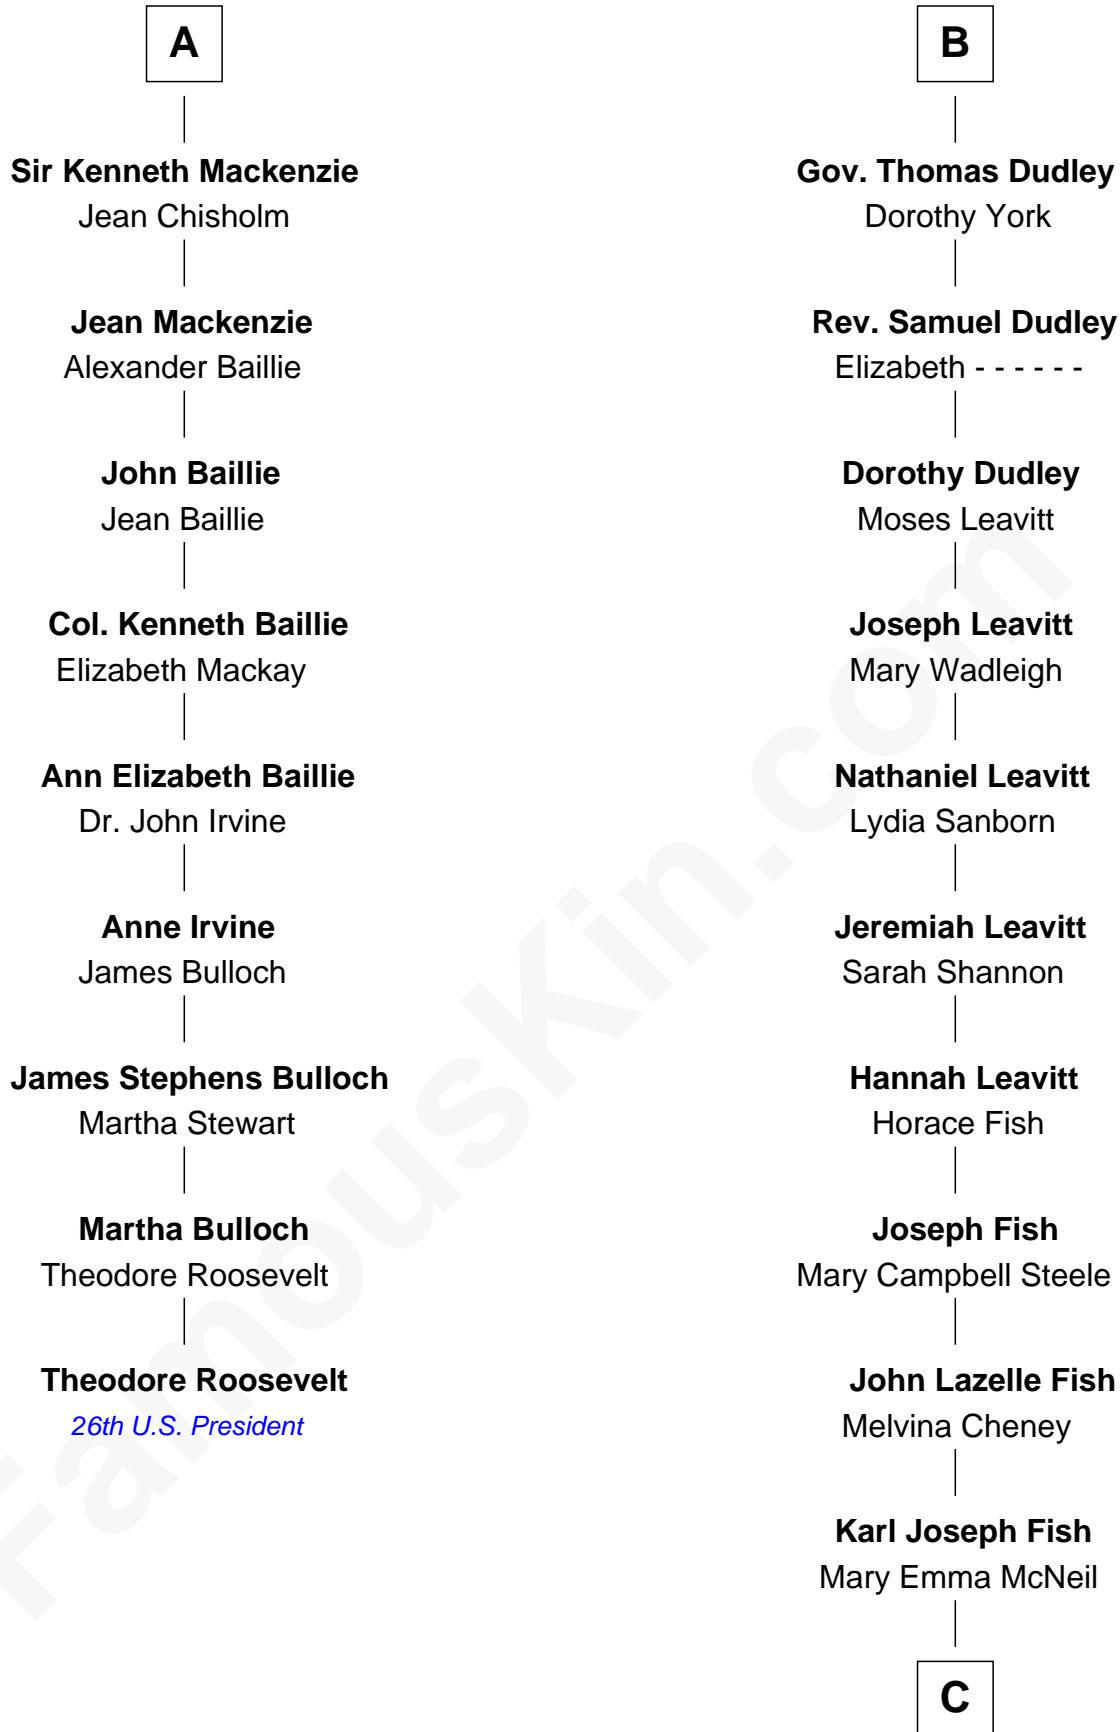 A
Sir Kenneth Mackenzie
Jean Chisholm
Jean Mackenzie
Alexander Baillie
John Baillie
Jean Baillie
Col. Kenneth Baillie
Elizabeth Mackay
Ann Elizabeth Baillie
Dr. John Irvine
Anne Irvine
James Bulloch
James Stephens Bulloch
Martha Stewart
Martha Bulloch
Theodore Roosevelt
Theodore Roosevelt
26th U.S. President
B
Gov. Thomas Dudley
Dorothy York
Rev. Samuel Dudley
Elizabeth - - - - - -
Dorothy Dudley
Moses Leavitt
Joseph Leavitt
Mary Wadleigh
Nathaniel Leavitt
Lydia Sanborn
Jeremiah Leavitt
Sarah Shannon
Hannah Leavitt
Horace Fish
Joseph Fish
Mary Campbell Steele
John Lazelle Fish
Melvina Cheney
Karl Joseph Fish
Mary Emma McNeil
C
FamousKin.com